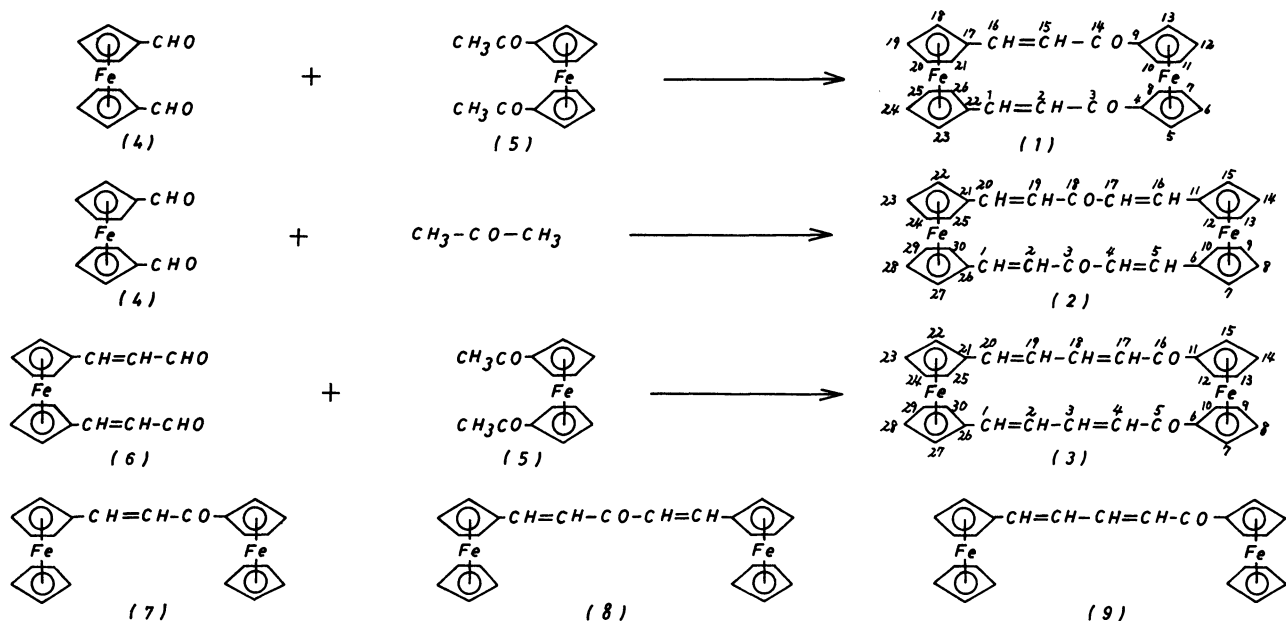 CHO
Fe
CHO
(4)
+
CH3CO
Fe
CH3CO
(5)
18 16 15 14 13
19 17 CH=CH-CO 9 12
20 21 10 11
Fe Fe
25 26 1 2 3 8 7
24 22 CH=CH-CO 4 6
23 5
(1)
CHO
Fe
CHO
(4)
+
CH3-CO-CH3
22 20 19 18 17 16 15
23 21 CH=CH-CO-CH=CH 11 14
24 25 12 13
Fe Fe
29 30 1 2 3 4 5 10 9
28 26 CH=CH-CO-CH=CH 6 8
27 7
(2)
CH=CH-CHO
Fe
CH=CH-CHO
(6)
+
CH3CO
Fe
CH3CO
(5)
22 20 19 18 17 16 15
23 21 CH=CH-CH=CH-CO 11 14
24 25 12 13
Fe Fe
29 30 1 2 3 4 5 10 9
28 26 CH=CH-CH=CH-CO 6 8
27 7
(3)
CH=CH-CO
Fe Fe
(7)
CH=CH-CO-CH=CH
Fe Fe
(8)
CH=CH-CH=CH-CO
Fe Fe
(9)